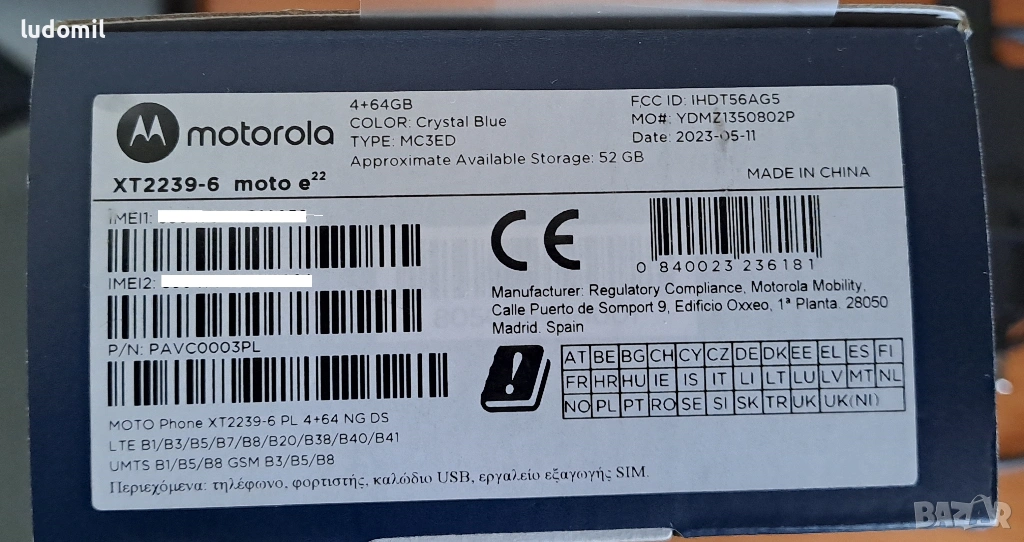 ludomil
motorola
4+64GB
COLOR: Crystal Blue
TYPE: MC3ED
Approximate Available Storage: 52 GB
FCC ID: IHDT56AG5
MO#: YDMZ1350802P
Date: 2023-05-11
MADE IN CHINA
XT2239-6 moto e²²
IMEI1:
IMEI2:
P/N: PAVC0003PL
0 840023 236181
Manufacturer: Regulatory Compliance, Motorola Mobility,
Calle Puerto de Somport 9, Edificio Oxxeo, 1ª Planta. 28050
Madrid. Spain
AT BE BG CH CY CZ DE DK EE EL ES FI
FR HR HU IE IS IT LI LT LU LV MT NL
NO PL PT RO SE SI SK TR UK UK(NI)
MOTO Phone XT2239-6 PL 4+64 NG DS
LTE B1/B3/B5/B7/B8/B20/B38/B40/B41
UMTS B1/B5/B8 GSM B3/B5/B8
Περιεχόμενα: τηλέφωνο, φορτιστής, καλώδιο USB, εργαλείο εξαγωγής SIM.
BAZAR